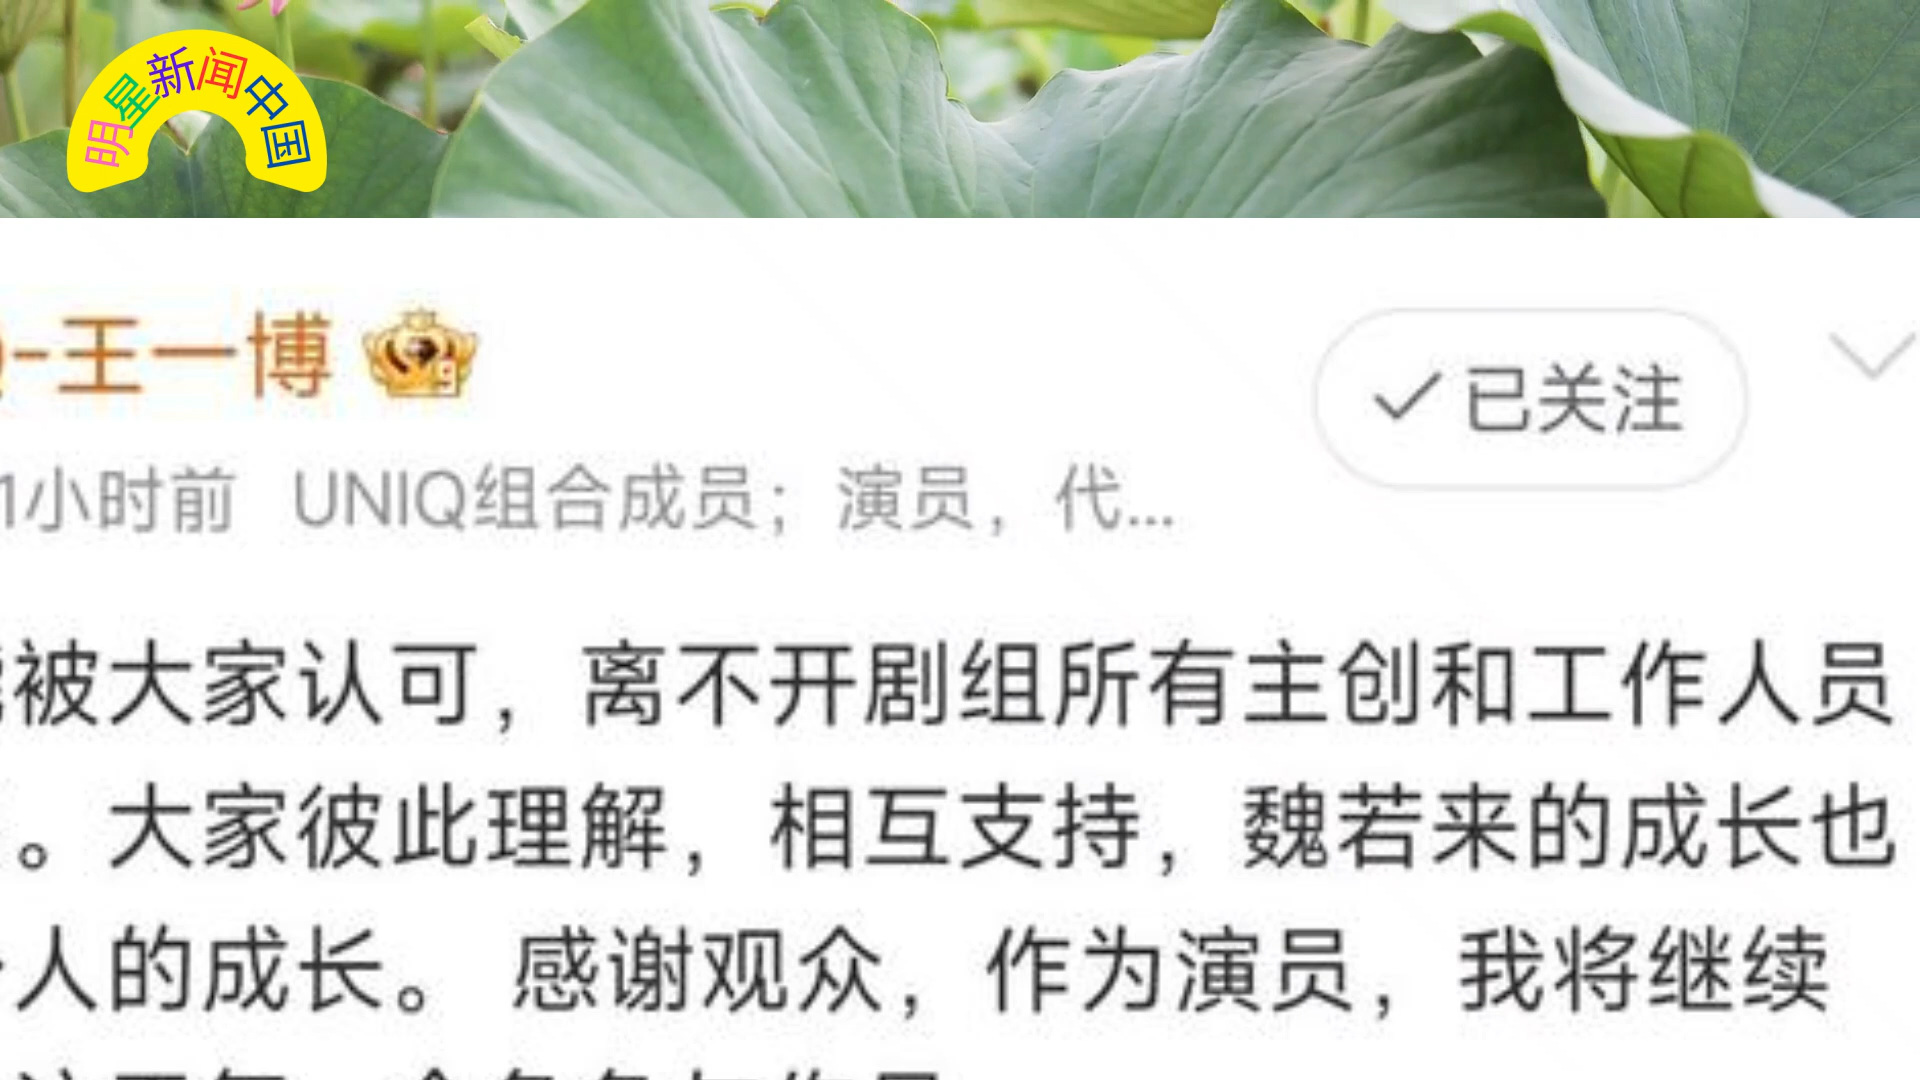 明星新闻中国
-王一博
1小时前 UNIQ组合成员；演员，代...
已关注
被大家认可，离不开剧组所有主创和工作人员
。大家彼此理解，相互支持，魏若来的成长也
人的成长。 感谢观众，作为演员，我将继续